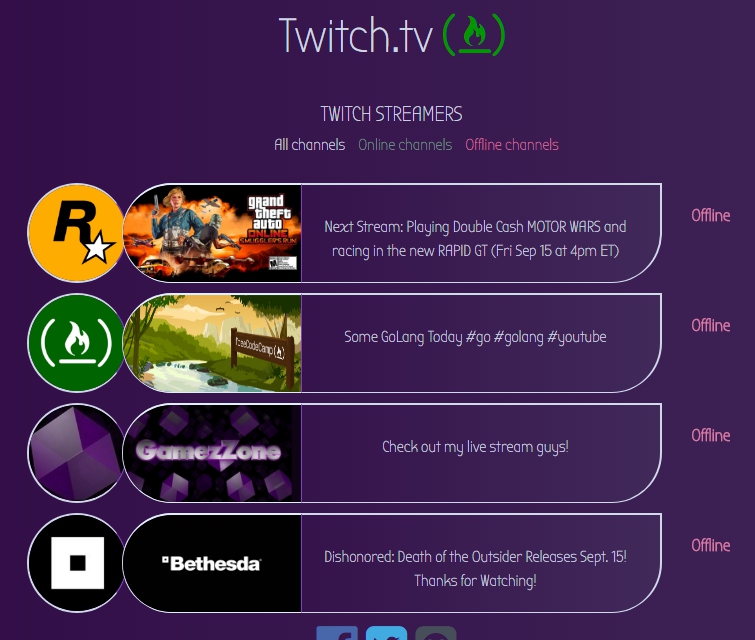 Twitch.tv
TWITCH STREAMERS
All channels Online channels Offline channels
R
grand
theft
auto
ONLINE
SMUGGLER'S RUN
Next Stream: Playing Double Cash MOTOR WARS and
racing in the new RAPID GT (Fri Sep 15 at 4pm ET)
Offline
freeCodeCamp
Some GoLang Today #go #golang #youtube
Offline
GamezZone
Check out my live stream guys!
Offline
Bethesda
Dishonored: Death of the Outsider Releases Sept. 15!
Thanks for Watching!
Offline